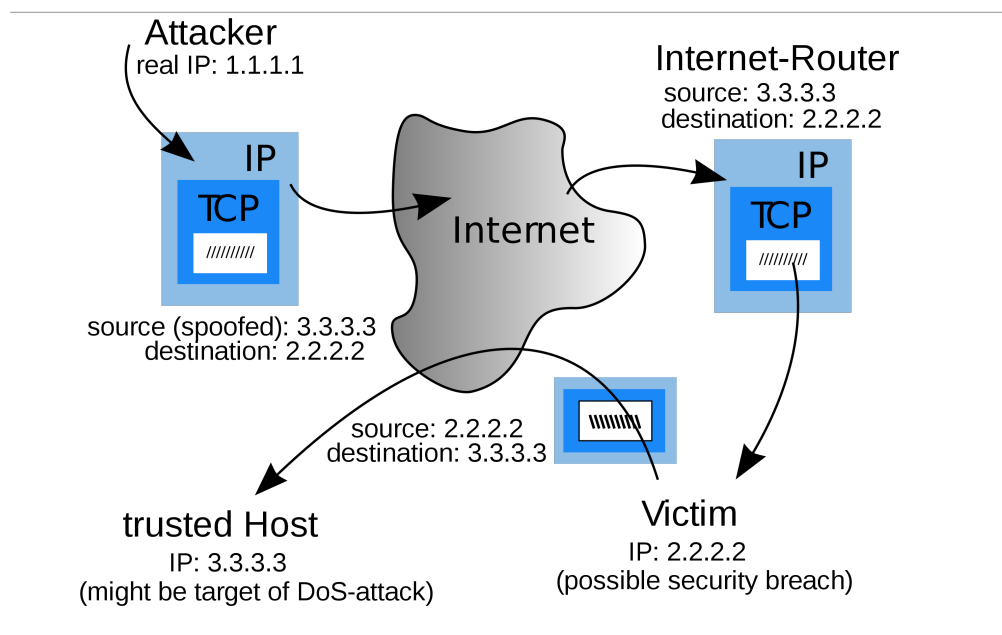 Attacker
real IP: 1.1.1.1
Internet-Router
source: 3.3.3.3
destination: 2.2.2.2
IP
TCP
//////////
Internet
IP
TCP
//////////
source (spoofed): 3.3.3.3
destination: 2.2.2.2
\\\\\\\\\\
source: 2.2.2.2
destination: 3.3.3.3
trusted Host
IP: 3.3.3.3
(might be target of DoS-attack)
Victim
IP: 2.2.2.2
(possible security breach)